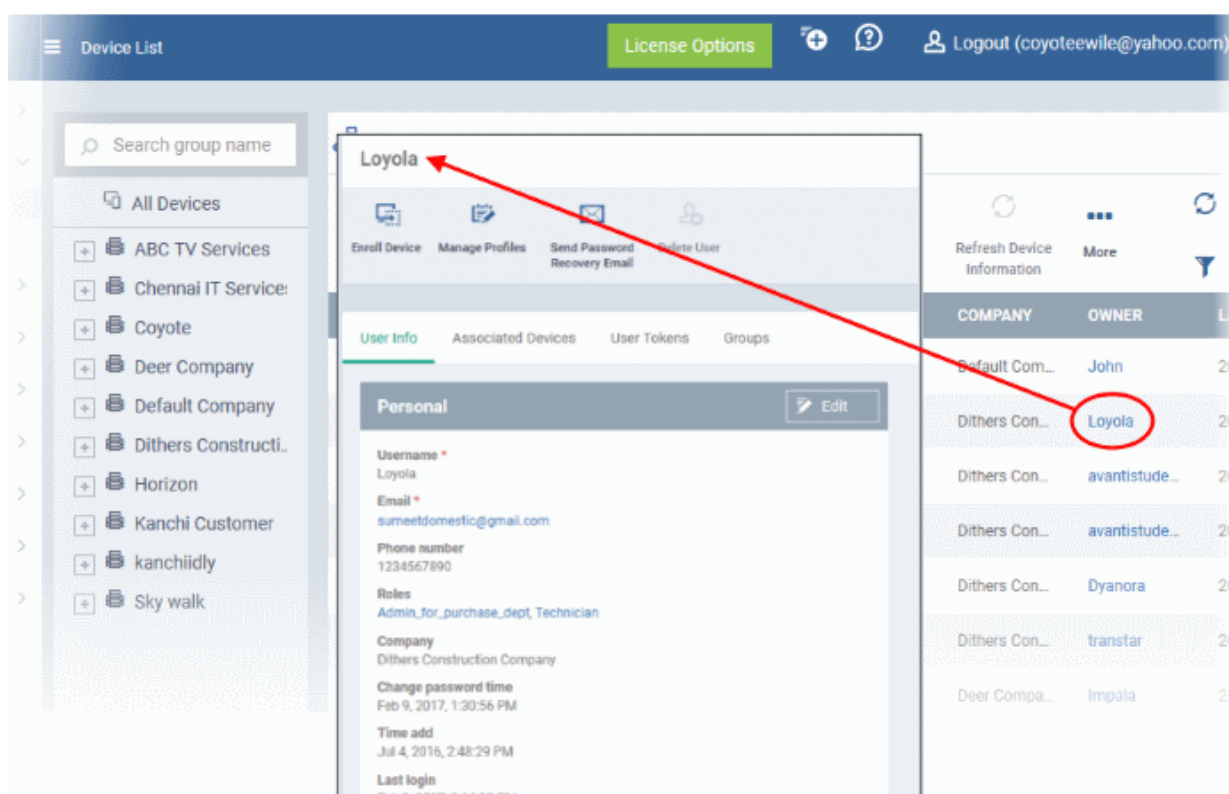 Device List
License Options
Logout (coyoteewile@yahoo.com)
Search group name
All Devices
ABC TV Services
Chennai IT Service
Coyote
Deer Company
Default Company
Dithers Constructi..
Horizon
Kanchi Customer
kanchiidly
Sky walk
Loyola
Enroll Device
Manage Profiles
Send Password
Recovery Email
Delete User
User Info
Associated Devices
User Tokens
Groups
Personal
Edit
Username *
Loyola
Email *
sumeetdomestic@gmail.com
Phone number
1234567890
Roles
Admin_for_purchase_dept, Technician
Company
Dithers Construction Company
Change password time
Feb 9, 2017, 1:30:56 PM
Time add
Jul 4, 2016, 2:48:29 PM
Last login
Refresh Device
Information
More
COMPANY OWNER
Default Com... John
Dithers Con... Loyola
Dithers Con... avantistude...
Dithers Con... avantistude...
Dithers Con... Dyanora
Dithers Con... transtar
Deer Compa... Impala